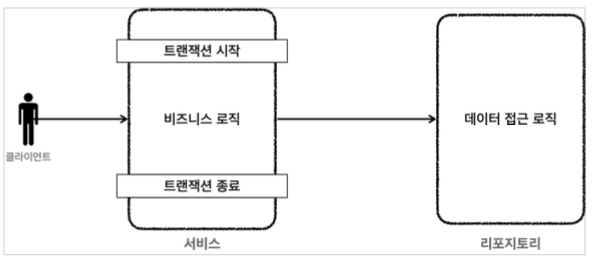 트랜잭션 시작
비즈니스 로직
데이터 접근 로직
클라이언트
트랜잭션 종료
서비스
리포지토리